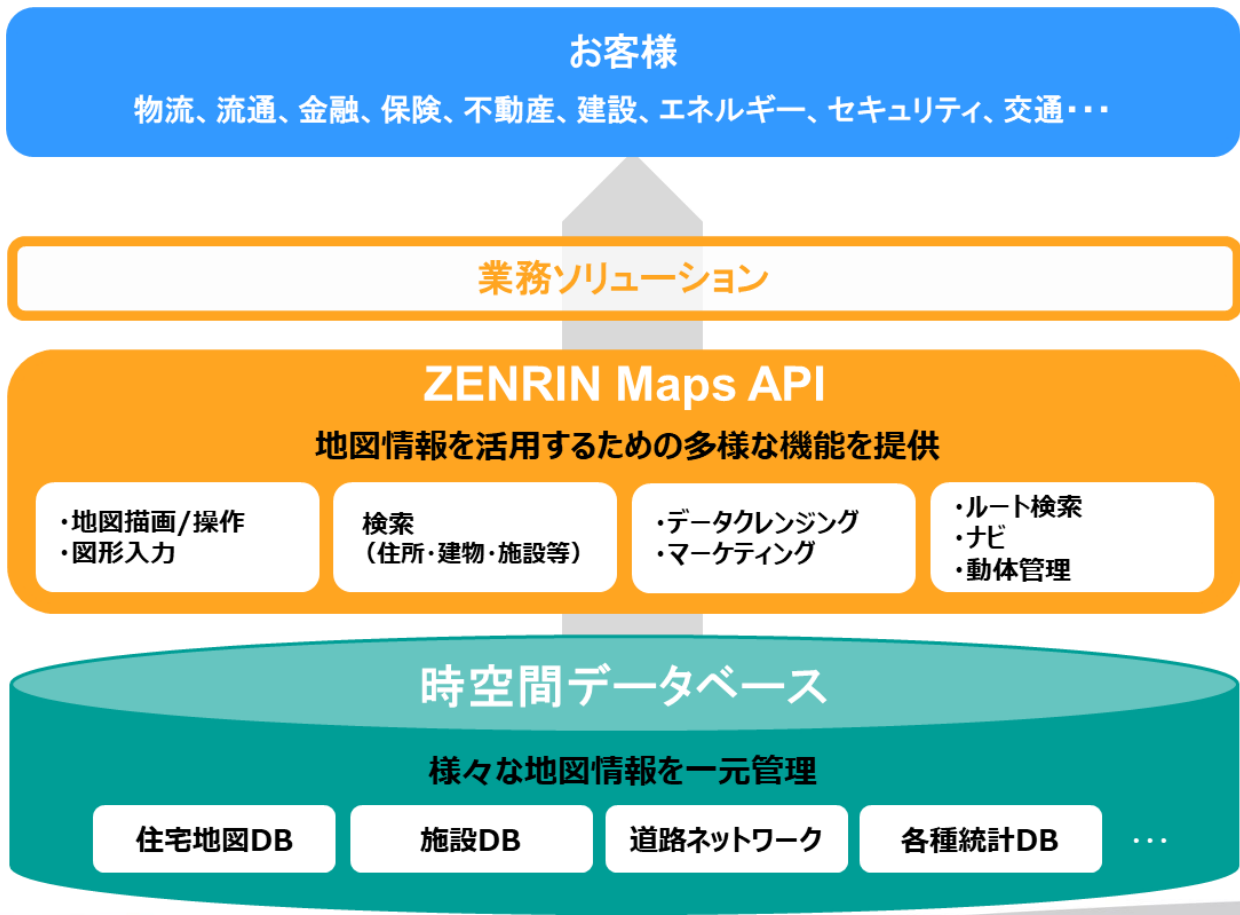 お客様
物流、流通、金融、保険、不動産、建設、エネルギー、セキュリティ、交通・・・
業務ソリューション
ZENRIN Maps API
地図情報を活用するための多様な機能を提供
・地図描画/操作
・図形入力
検索
（住所・建物・施設等）
・データクレンジング
・マーケティング
・ルート検索
・ナビ
・動体管理
時空間データベース
様々な地図情報を一元管理
住宅地図DB
施設DB
道路ネットワーク
各種統計DB
…